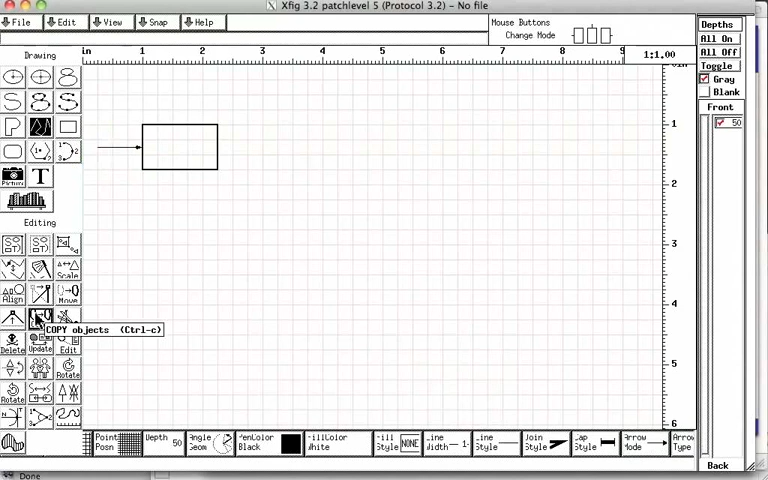 Xfig 3.2 patchlevel 5 (Protocol 3.2) - No file
File Edit View Snap Help
Mouse Buttons
Change Mode
Drawing
in 1 2 3 4 5 6 7 8 9
1:1.00
Depths
All On
All Off
Toggle
Gray
Blank
Front
50
1
2
3
4
5
6
Picture T
Editing
Scale
Align Move
COPY objects (Ctrl-c)
Delete Update Edit
Rotate
Rotate
Point Posn
Depth 50
Angle Geom
PenColor Black
FillColor White
Fill Style NONE
Line Width 1
Line Style
Join Style
Cap Style
Arrow Mode
Arrow Type
Back
Done